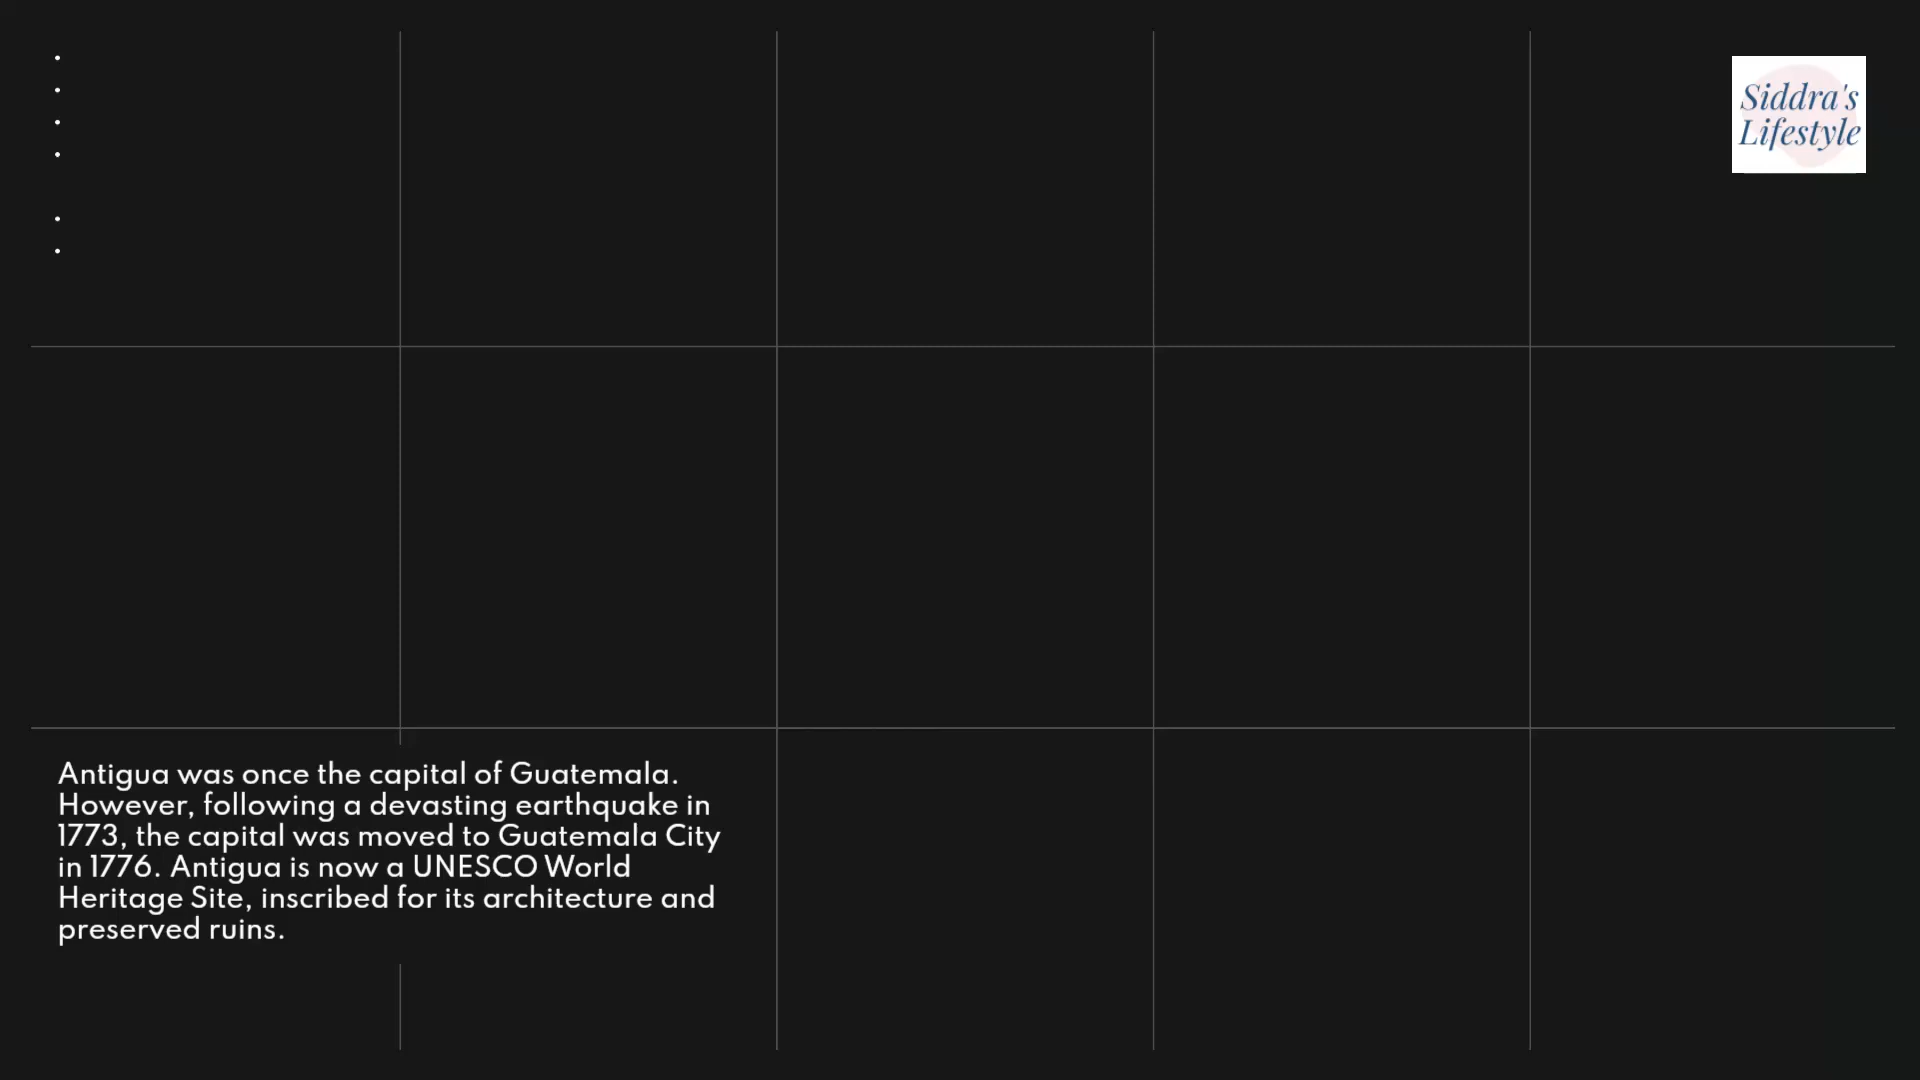 Siddra's
Lifestyle
Antigua was once the capital of Guatemala.
However, following a devasting earthquake in
1773, the capital was moved to Guatemala City
in 1776. Antigua is now a UNESCO World
Heritage Site, inscribed for its architecture and
preserved ruins.